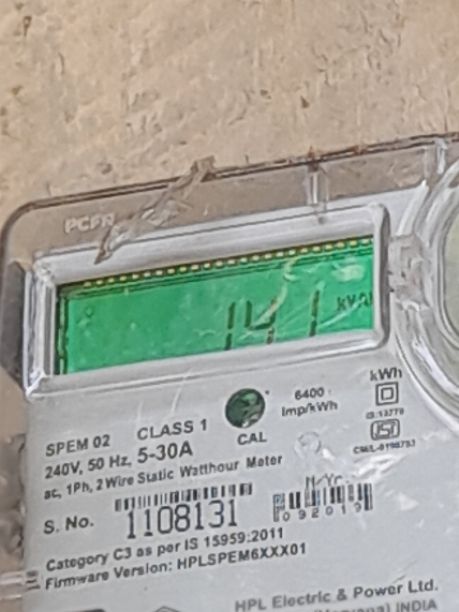 141
SPEM 02 CLASS 1
CAL
6400
Imp/kWh
kWh
240V, 50 Hz, 5-30A
ac, 1Ph, 2 Wire Static Watthour Meter
S. No.
1108131
M/Yr.
092019
Category C3 as per IS 15959:2011
Firmware Version: HPLSPEM6XXX01
HPL Electric & Power Ltd.
INDIA